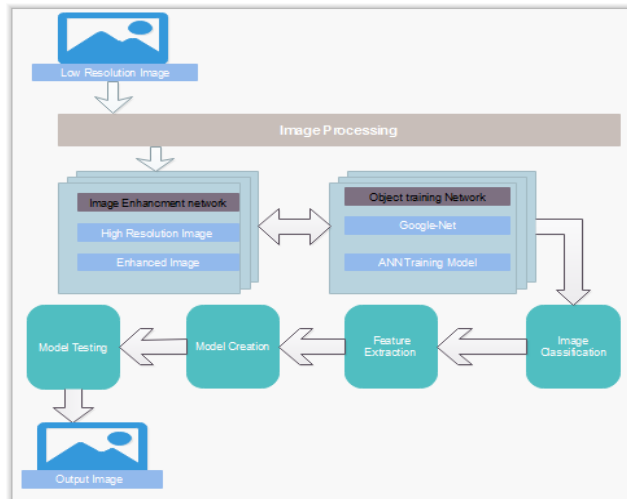 Low Resolution Image
Image Processing
Image Enhancment network
High Resolution Image
Enhanced Image
Object training Network
Google-Net
ANN Training Model
Model Testing
Model Creation
Feature
Extraction
Image
Classification
Output Image